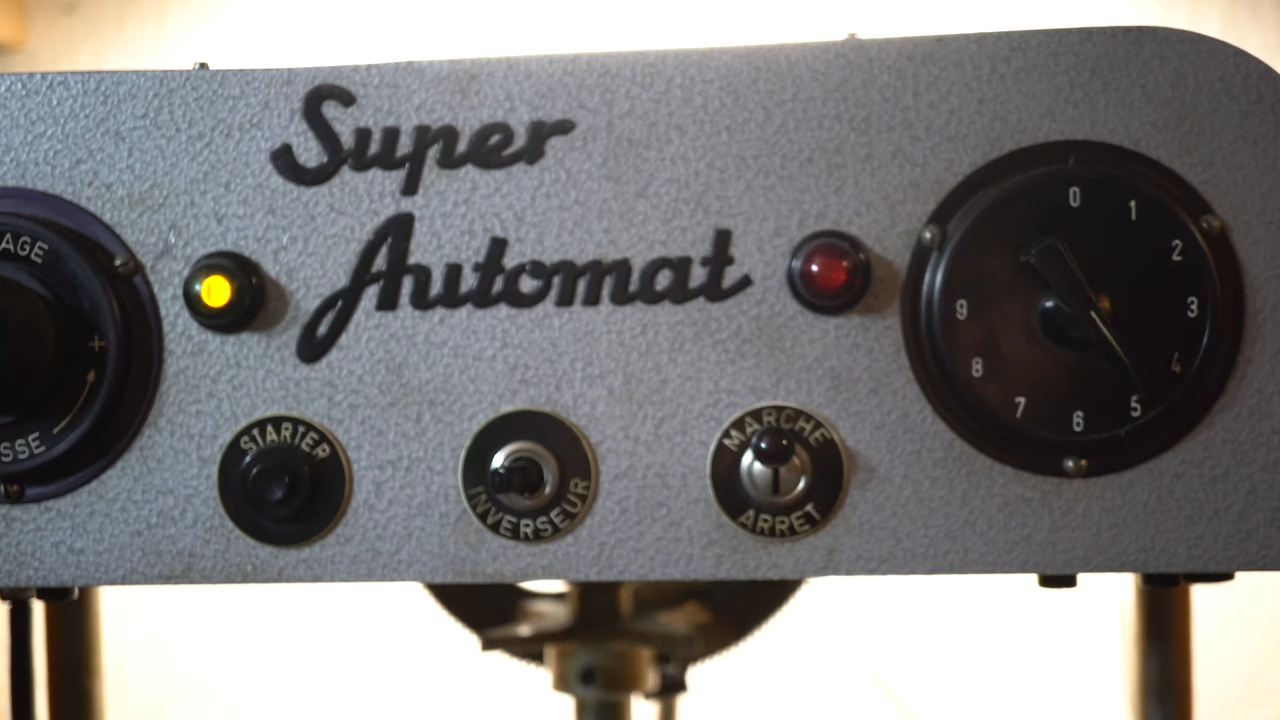 Super
Automat
AGE
+
SSE
STARTER
INVERSEUR
MARCHE
ARRET
0
1
2
3
4
5
6
7
8
9